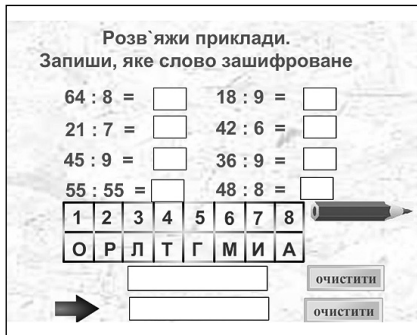 Розв`яжи приклади.
Запиши, яке слово зашифроване
64 : 8 = 18 : 9 =
21 : 7 = 42 : 6 =
45 : 9 = 36 : 9 =
55 : 55 = 48 : 8 =
1 2 3 4 5 6 7 8
О Р Л Т Г М И А
очистити
очистити